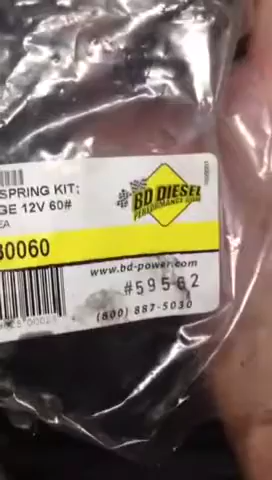 SPRING KIT;
GE 12V 60#
EA
BD DIESEL
PERFORMANCE
30060
www.bd-power.com
#59562
(800) 887-5030